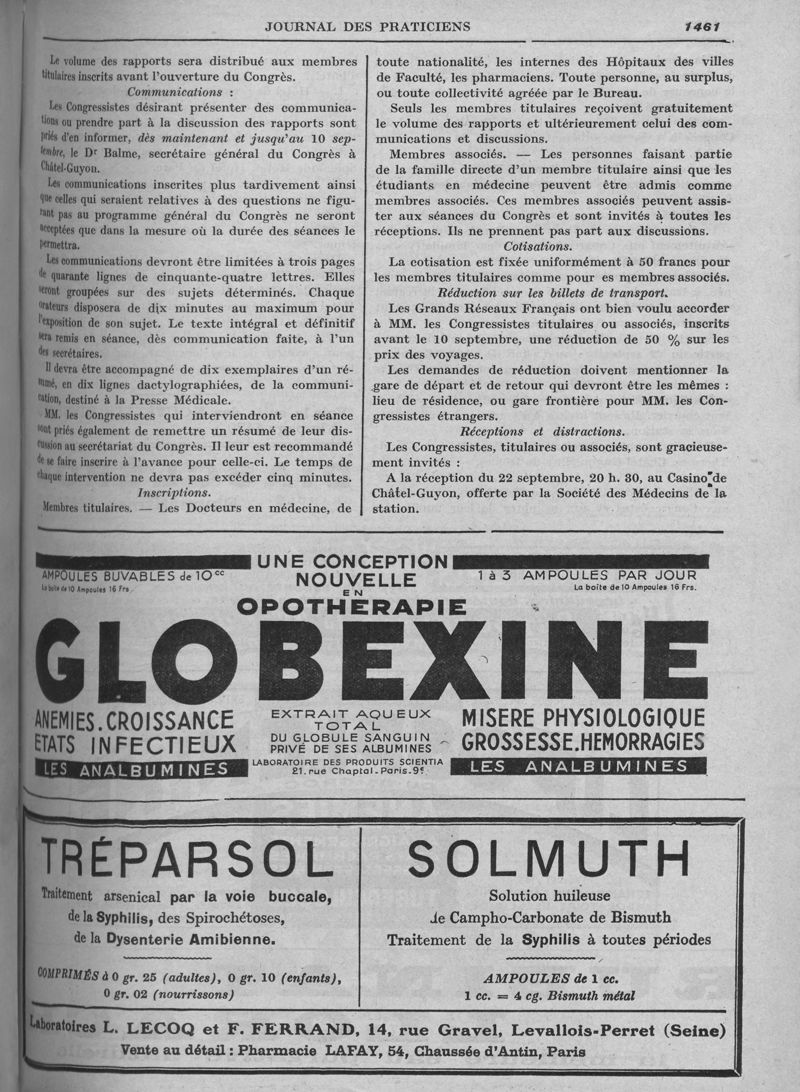 JOURNAL DES PRATICIENS
1461
Le volume des rapports sera distribué aux membres
titulaires inscrits avant l'ouverture du Congrès.
Communications :
Les Congressistes désirant présenter des communica-
tions ou prendre part à la discussion des rapports sont
priés d'en informer, dès maintenant et jusqu'au 10 sep-
tembre, le Dr Balme, secrétaire général du Congrès à
Châtel-Guyon.
Les communications inscrites plus tardivement ainsi
que celles qui seraient relatives à des questions ne figu-
rant pas au programme général du Congrès ne seront
acceptées que dans la mesure où la durée des séances le
permettra.
Les communications devront être limitées à trois pages
de quarante lignes de cinquante-quatre lettres. Elles
seront groupées sur des sujets déterminés. Chaque
orateurs disposera de dix minutes au maximum pour
l'exposition de son sujet. Le texte intégral et définitif
sera remis en séance, dès communication faite, à l'un
des secrétaires.
Il devra être accompagné de dix exemplaires d'un ré-
sumé, en dix lignes dactylographiées, de la communi-
cation, destiné à la Presse Médicale.
MM. les Congressistes qui interviendront en séance
sont priés également de remettre un résumé de leur dis-
cussion au secrétariat du Congrès. Il leur est recommandé
de se faire inscrire à l'avance pour celle-ci. Le temps de
chaque intervention ne devra pas excéder cinq minutes.
Inscriptions.
Membres titulaires. — Les Docteurs en médecine, de
toute nationalité, les internes des Hôpitaux des villes
de Faculté, les pharmaciens. Toute personne, au surplus,
ou toute collectivité agréée par le Bureau.
Seuls les membres titulaires reçoivent gratuitement
le volume des rapports et ultérieurement celui des com-
munications et discussions.
Membres associés. — Les personnes faisant partie
de la famille directe d'un membre titulaire ainsi que les
étudiants en médecine peuvent être admis comme
membres associés. Ces membres associés peuvent assis-
ter aux séances du Congrès et sont invités à toutes les
réceptions. Ils ne prennent pas part aux discussions.
Cotisations.
La cotisation est fixée uniformément à 50 francs pour
les membres titulaires comme pour es membres associés.
Réduction sur les billets de transport.
Les Grands Réseaux Français ont bien voulu accorder
à MM. les Congressistes titulaires ou associés, inscrits
avant le 10 septembre, une réduction de 50 % sur les
prix des voyages.
Les demandes de réduction doivent mentionner la
gare de départ et de retour qui devront être les mêmes :
lieu de résidence, ou gare frontière pour MM. les Con-
gressistes étrangers.
Réceptions et distractions.
Les Congressistes, titulaires ou associés, sont gracieuse-
ment invités :
A la réception du 22 septembre, 20 h. 30, au Casino de
Châtel-Guyon, offerte par la Société des Médecins de la
station.
UNE CONCEPTION
NOUVELLE
EN
OPOTHÉRAPIE
AMPOULES BUVABLES de 10cc
La boite de 10 Ampoules 16 Frs
1 à 3 AMPOULES PAR JOUR
La boite de 10 Ampoules 16 Frs.
GLOBEXINE
ANEMIES.CROISSANCE
ETATS INFECTIEUX
LES ANALBUMINES
EXTRAIT AQUEUX
TOTAL
DU GLOBULE SANGUIN
PRIVÉ DE SES ALBUMINES
LABORATOIRE DES PRODUITS SCIENTIA
21. rue Chaptal. Paris. 9e
MISERE PHYSIOLOGIQUE
GROSSESSE.HEMORRAGIES
LES ANALBUMINES
TRÉPARSOL
Traitement arsenical par la voie buccale,
de la Syphilis, des Spirochétoses,
de la Dysenterie Amibienne.
COMPRIMÉS à 0 gr. 25 (adultes), 0 gr. 10 (enfants),
0 gr. 02 (nourrissons)
SOLMUTH
Solution huileuse
de Campho-Carbonate de Bismuth
Traitement de la Syphilis à toutes périodes
AMPOULES de 1 cc.
1 cc. = 4 cg. Bismuth métal
Laboratoires L. LECOQ et F. FERRAND, 14, rue Gravel, Levallois-Perret (Seine)
Vente au détail : Pharmacie LAFAY, 54, Chaussée d'Antin, Paris